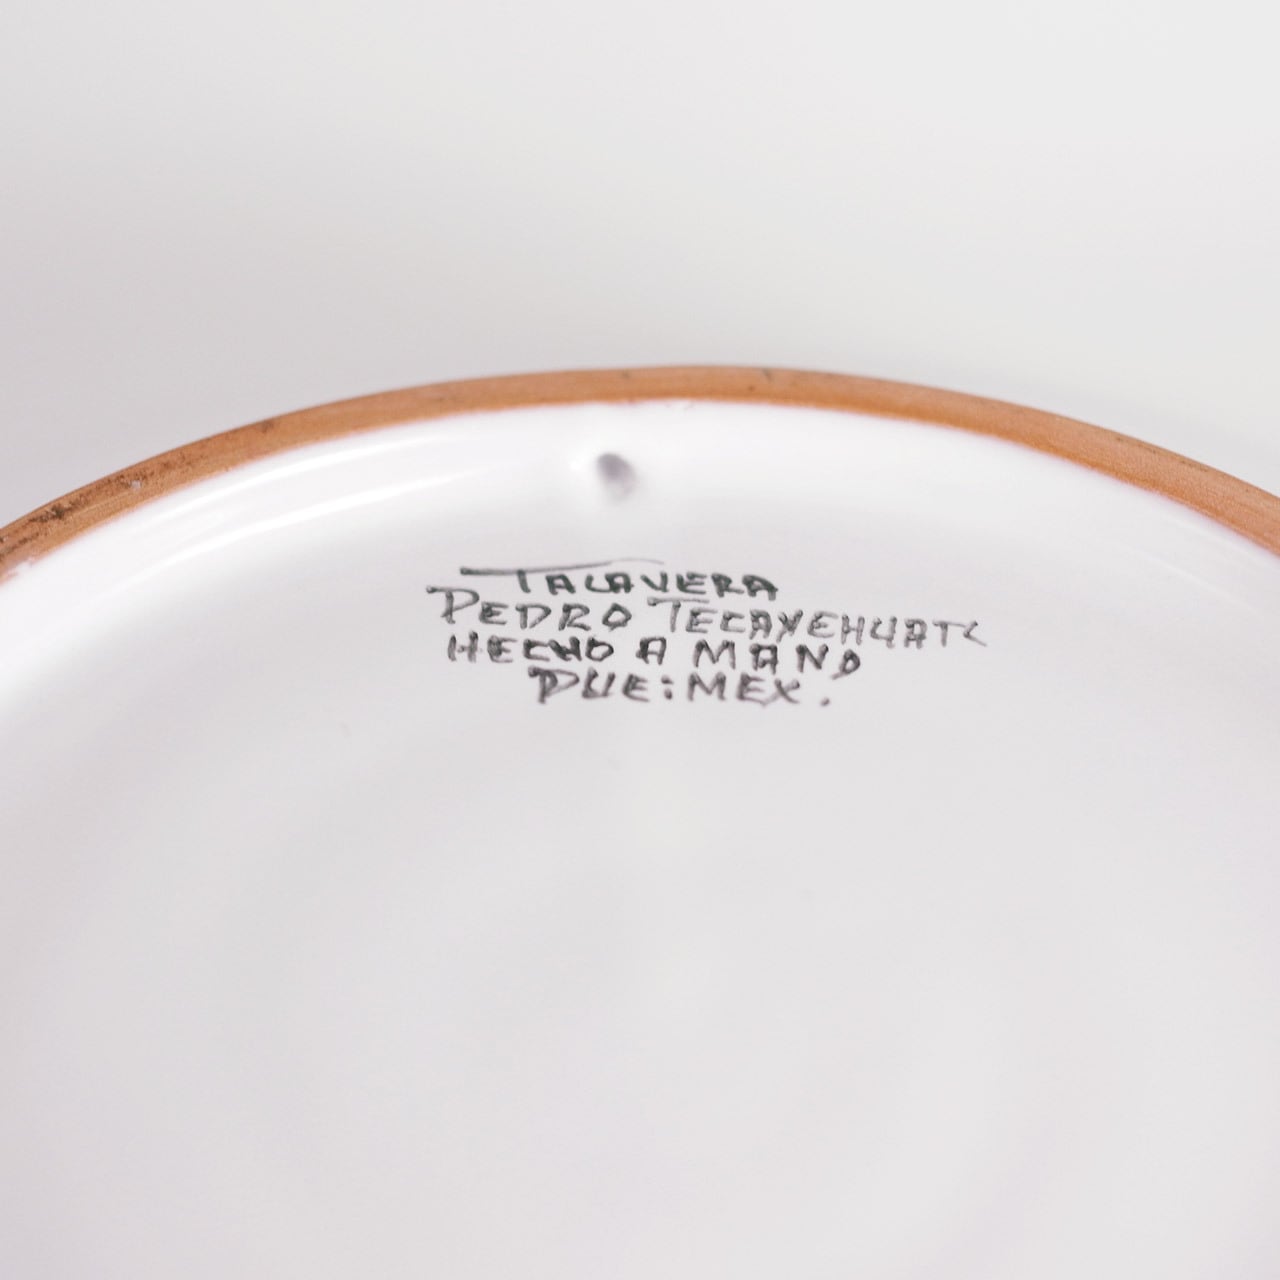 TALAVERA
PEDRO TECAYEHUATL
HECHO A MANO
PUE: MEX.